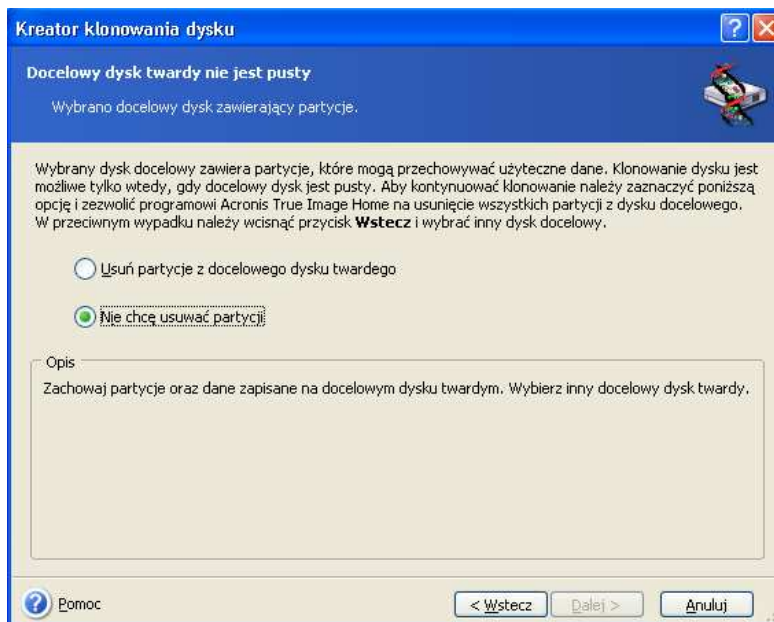 Kreator klonowania dysku
Docelowy dysk twardy nie jest pusty
Wybrano docelowy dysk zawierający partycje.
Wybrany dysk docelowy zawiera partycje, które mogą przechowywać użyteczne dane. Klonowanie dysku jest
możliwe tylko wtedy, gdy docelowy dysk jest pusty. Aby kontynuować klonowanie należy zaznaczyć poniższą
opcję i zezwolić programowi Acronis True Image Home na usunięcie wszystkich partycji z dysku docelowego.
W przeciwnym wypadku należy wcisnąć przycisk Wstecz i wybrać inny dysk docelowy.
Usuń partycje z docelowego dysku twardego
Nie chcę usuwać partycji
Opis
Zachowaj partycje oraz dane zapisane na docelowym dysku twardym. Wybierz inny docelowy dysk twardy.
Pomoc
< Wstecz
Dalej >
Anuluj